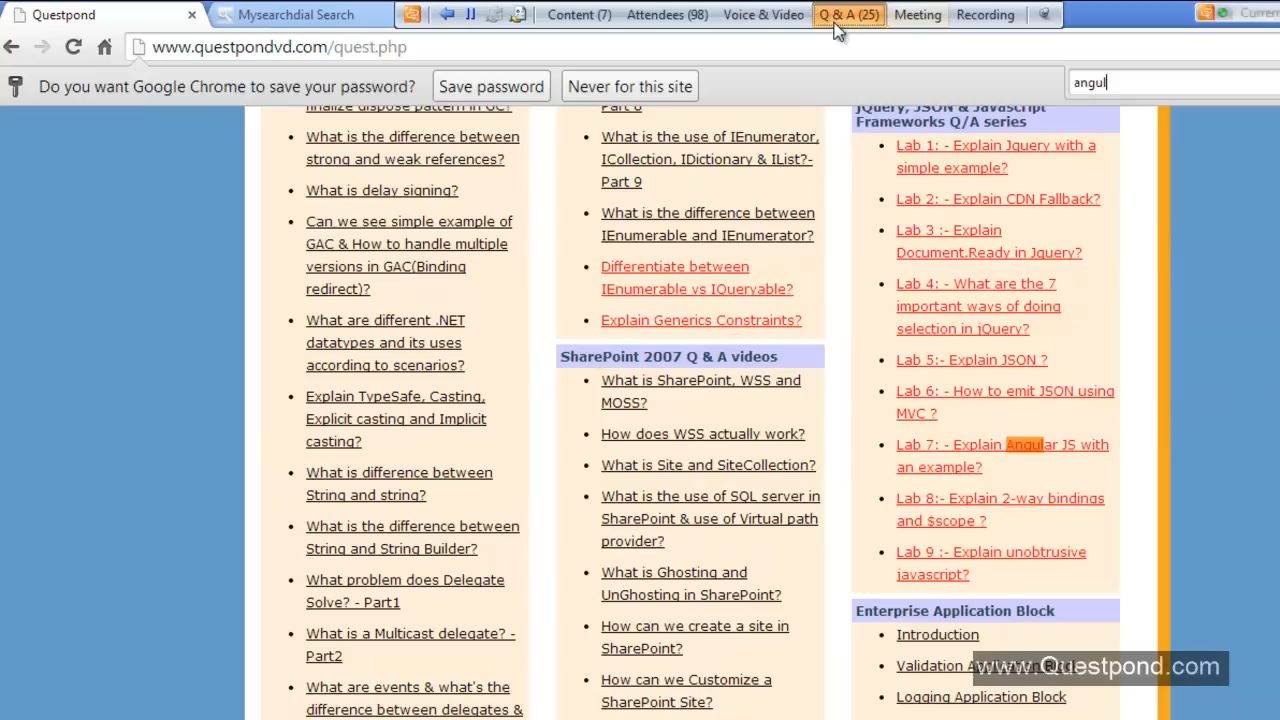 Questpond
Mysearchdial Search
Content (7)
Attendees (98)
Voice & Video
Q & A (25)
Meeting
Recording
www.questpondvd.com/quest.php
Do you want Google Chrome to save your password?
Save password
Never for this site
angul
finalize dispose pattern in GC?
What is the difference between
strong and weak references?
What is delay signing?
Can we see simple example of
GAC & How to handle multiple
versions in GAC(Binding
redirect)?
What are different .NET
datatypes and its uses
according to scenarios?
Explain TypeSafe, Casting,
Explicit casting and Implicit
casting?
What is difference between
String and string?
What is the difference between
String and String Builder?
What problem does Delegate
Solve? - Part1
What is a Multicast delegate? -
Part2
What are events & what's the
difference between delegates &
What is the use of IEnumerator,
ICollection, IDictionary & IList?-
Part 9
What is the difference between
IEnumerable and IEnumerator?
Differentiate between
IEnumerable vs IQueryable?
Explain Generics Constraints?
SharePoint 2007 Q & A videos
What is SharePoint, WSS and
MOSS?
How does WSS actually work?
What is Site and SiteCollection?
What is the use of SQL server in
SharePoint & use of Virtual path
provider?
What is Ghosting and
UnGhosting in SharePoint?
How can we create a site in
SharePoint?
How can we Customize a
SharePoint Site?
JQuery, JSON & Javascript
Frameworks Q/A series
Lab 1: - Explain Jquery with a
simple example?
Lab 2: - Explain CDN Fallback?
Lab 3 :- Explain
Document.Ready in Jquery?
Lab 4: - What are the 7
important ways of doing
selection in jQuery?
Lab 5:- Explain JSON ?
Lab 6: - How to emit JSON using
MVC ?
Lab 7: - Explain Angular JS with
an example?
Lab 8:- Explain 2-way bindings
and $scope ?
Lab 9 :- Explain unobtrusive
javascript?
Enterprise Application Block
Introduction
Validation
Logging Application Block
www.Questpond.com